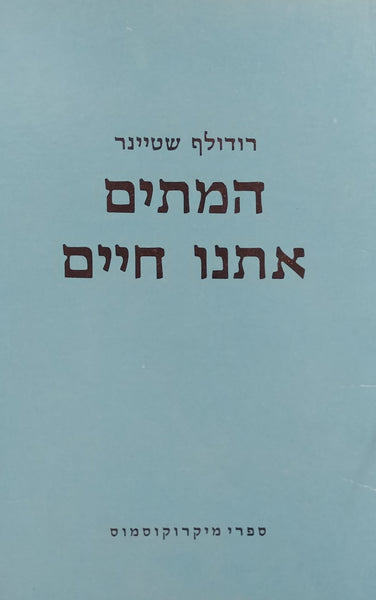 רודולף שטיינר
המתים
אתנו חיים
ספרי מיקרוקוסמוס